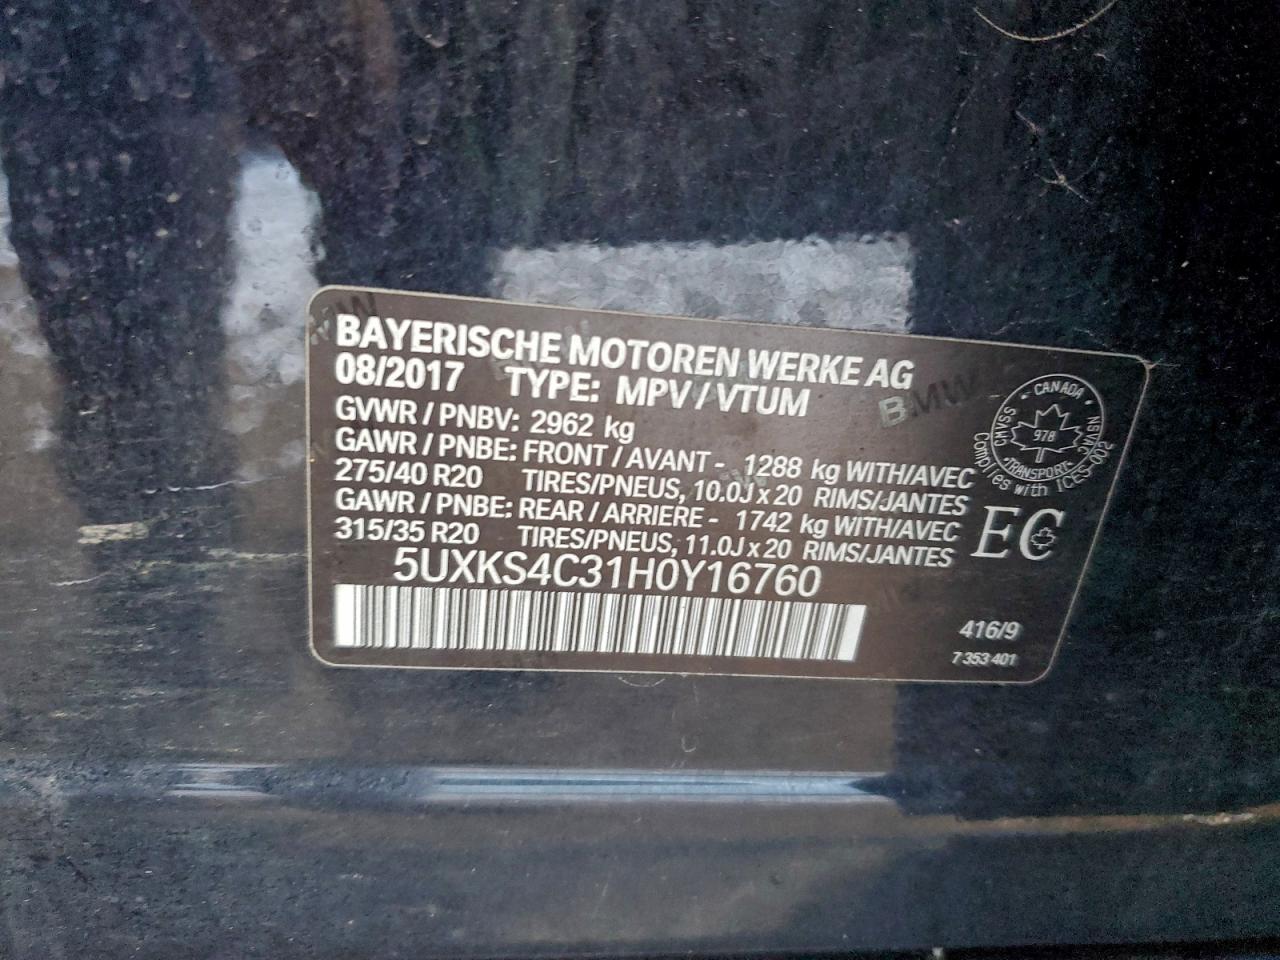 BAYERISCHE MOTOREN WERKE AG
08/2017 TYPE: MPV/VTUM
GVWR / PNBV: 2962 kg
GAWR / PNBE: FRONT / AVANT - 1288 kg WITH/AVEC
275/40 R20 TIRES/PNEUS, 10.0J x 20 RIMS/JANTES
GAWR / PNBE: REAR / ARRIERE - 1742 kg WITH/AVEC
315/35 R20 TIRES/PNEUS, 11.0J x 20 RIMS/JANTES
5UXKS4C31H0Y16760
CANADA
CMVSS
NSVAC
978
TRANSPORT
Complies with ICES-002
EC
416/9
7 353 401
BMW